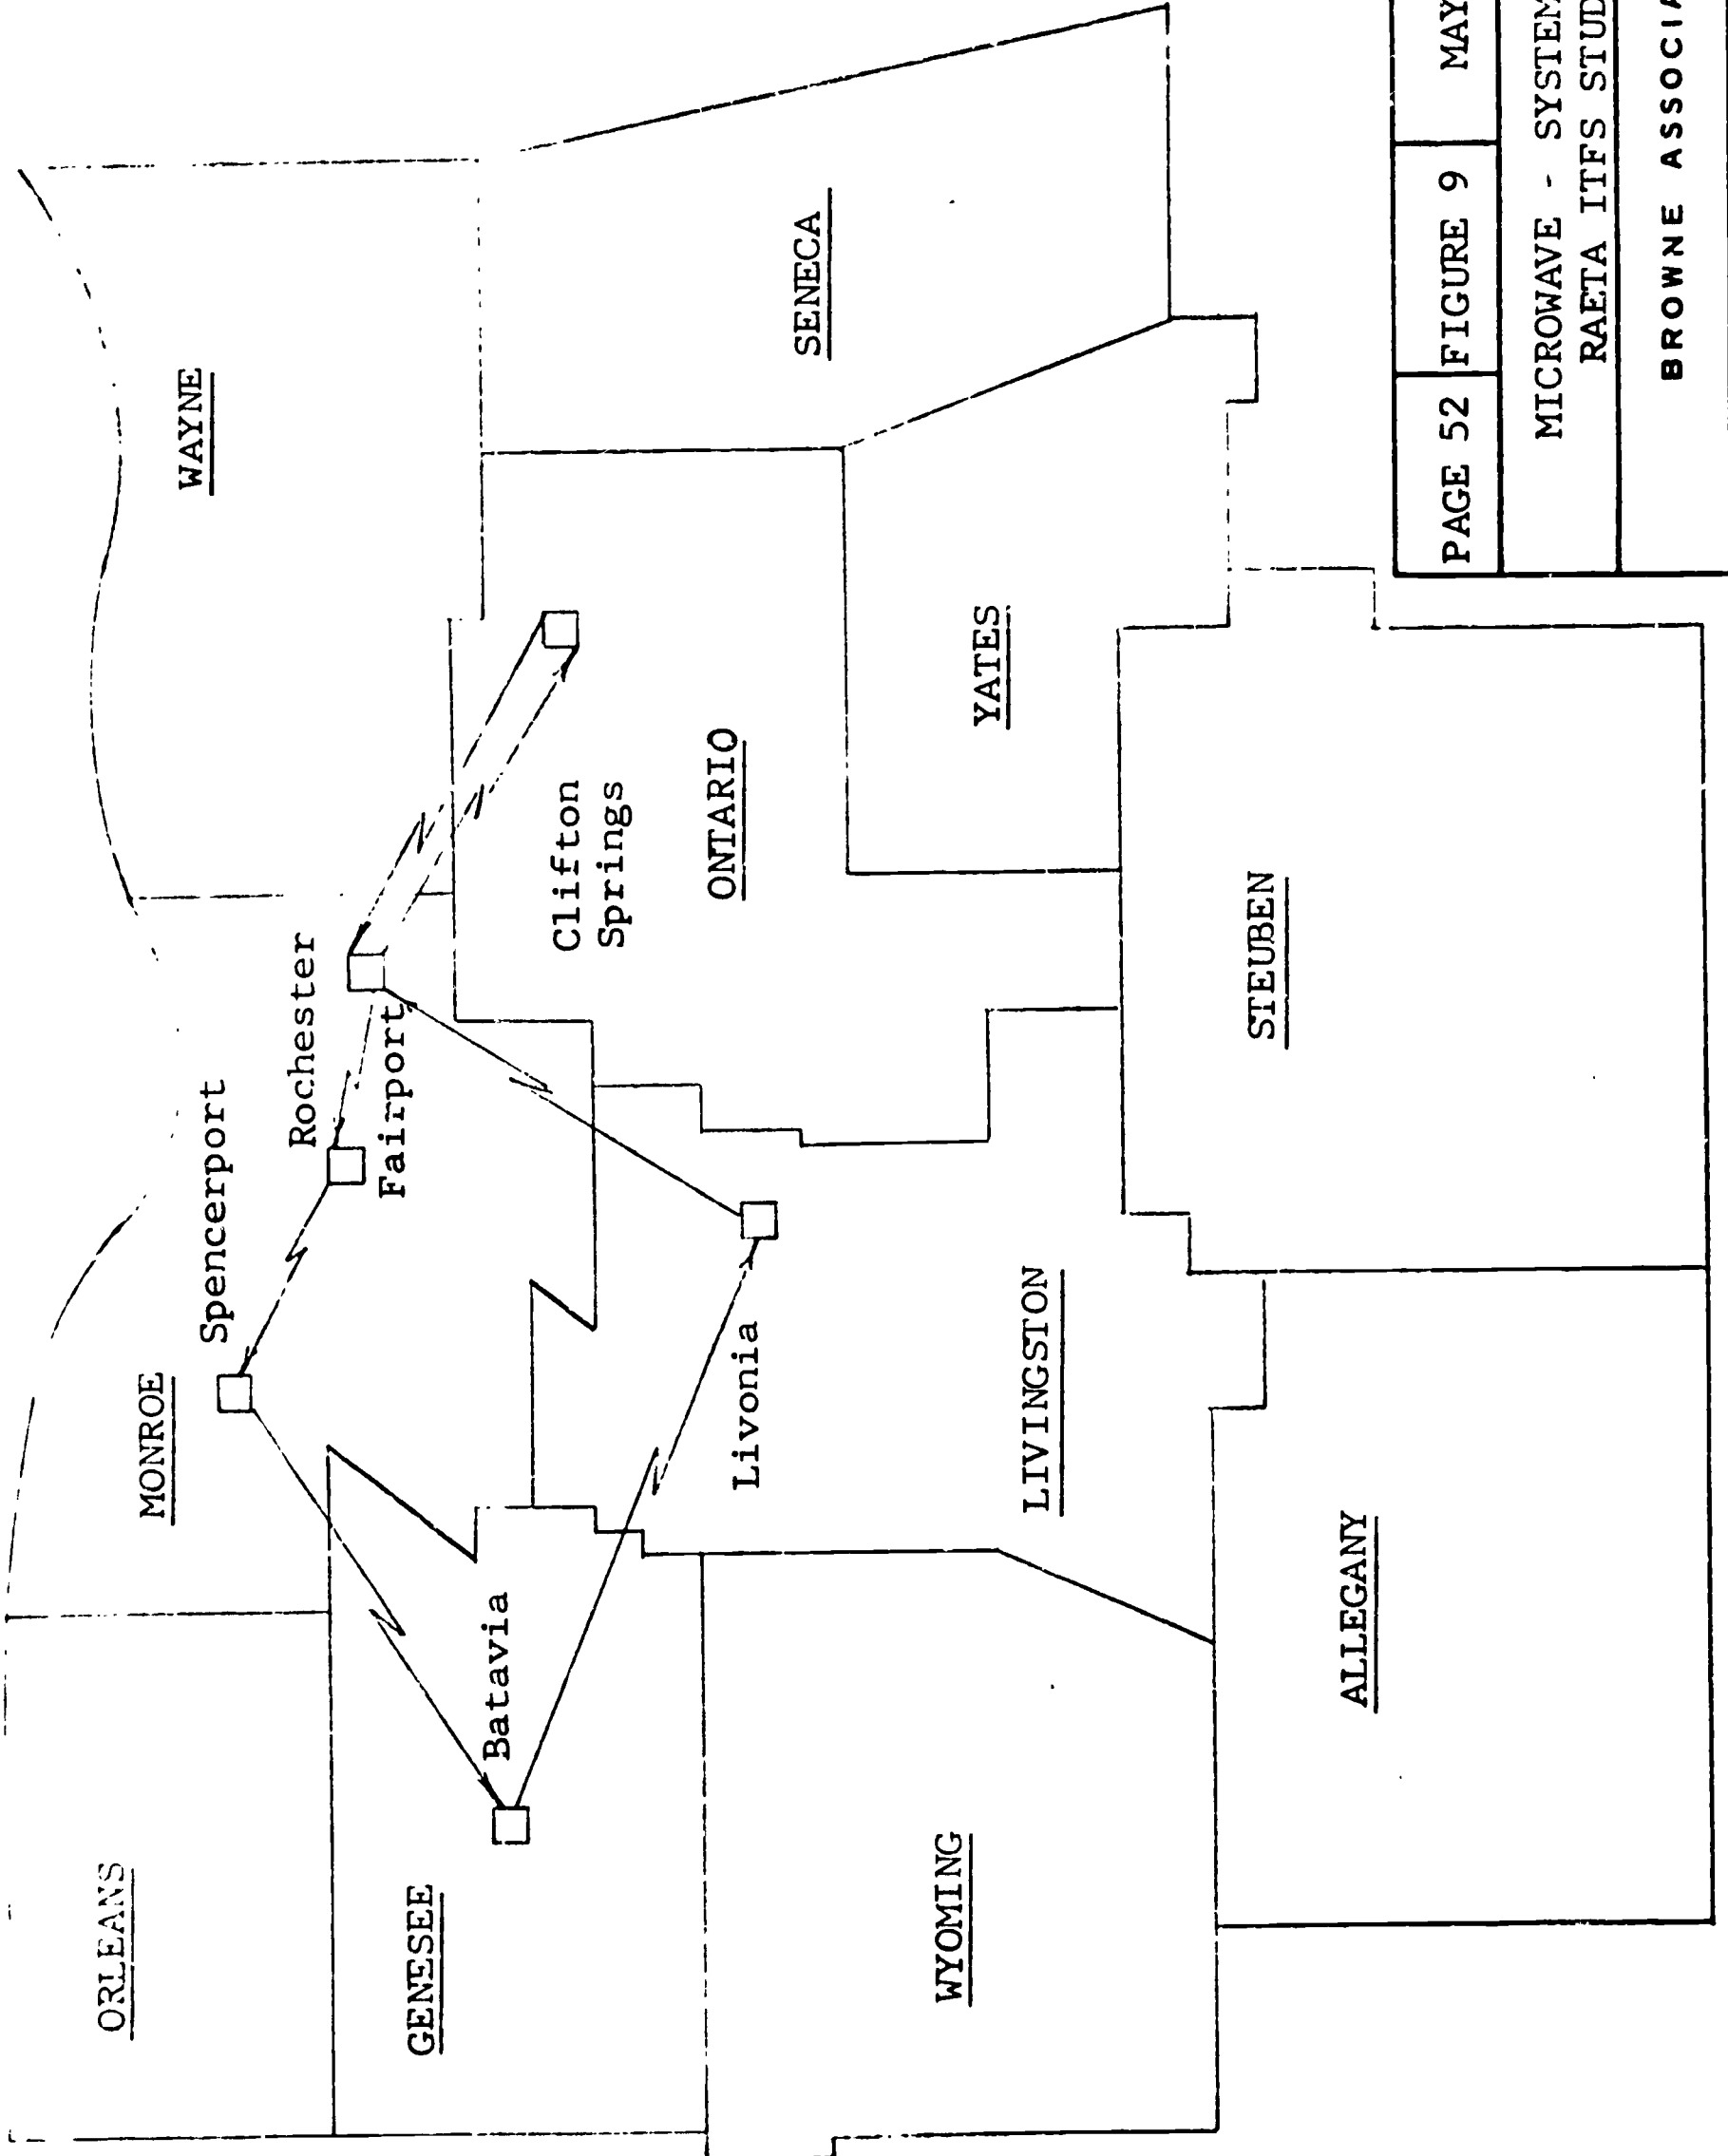 ORLEANS
MONROE
WAYNE
Spencerport
Rochester
Fairport
GENESEE
Batavia
Clifton
Springs
SENECA
Livonia
ONTARIO
WYOMING
LIVINGSTON
YATES
ALLEGANY
STEUBEN
PAGE 52 FIGURE 9 MAY
MICROWAVE - SYSTEM
RAETA ITFS STUD
BROWNE ASSOCIA